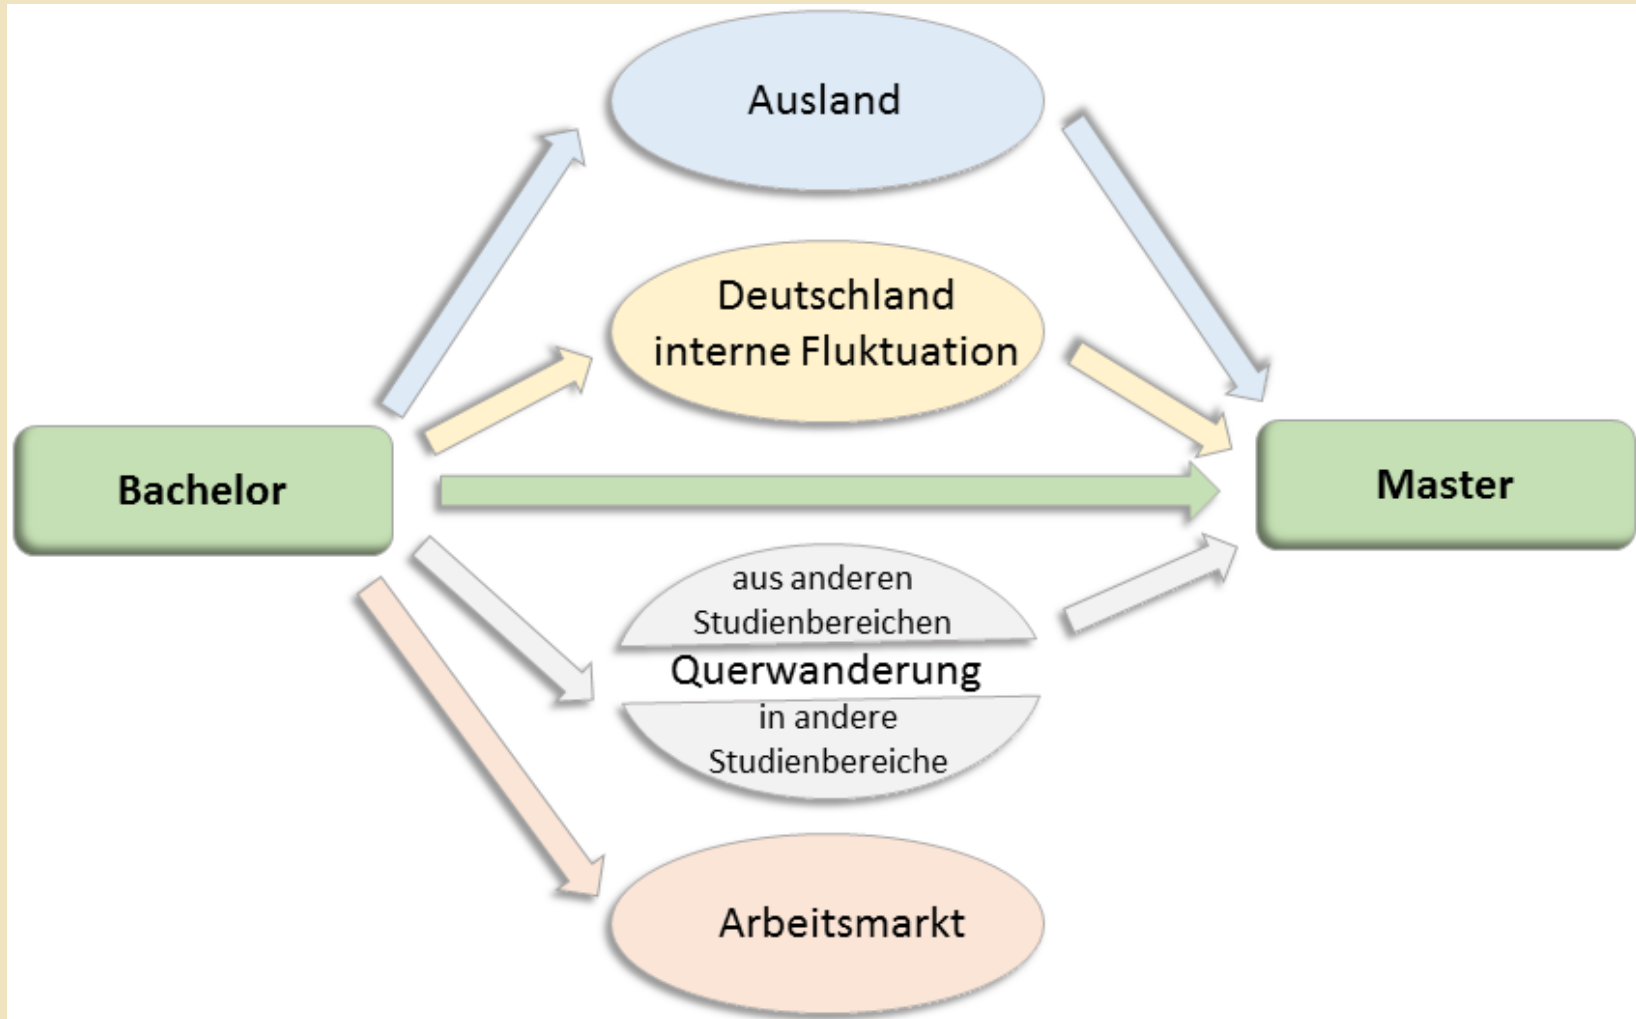 Ausland
Deutschland
interne Fluktuation
Bachelor
Master
aus anderen
Studienbereichen
Querwanderung
in andere
Studienbereiche
Arbeitsmarkt